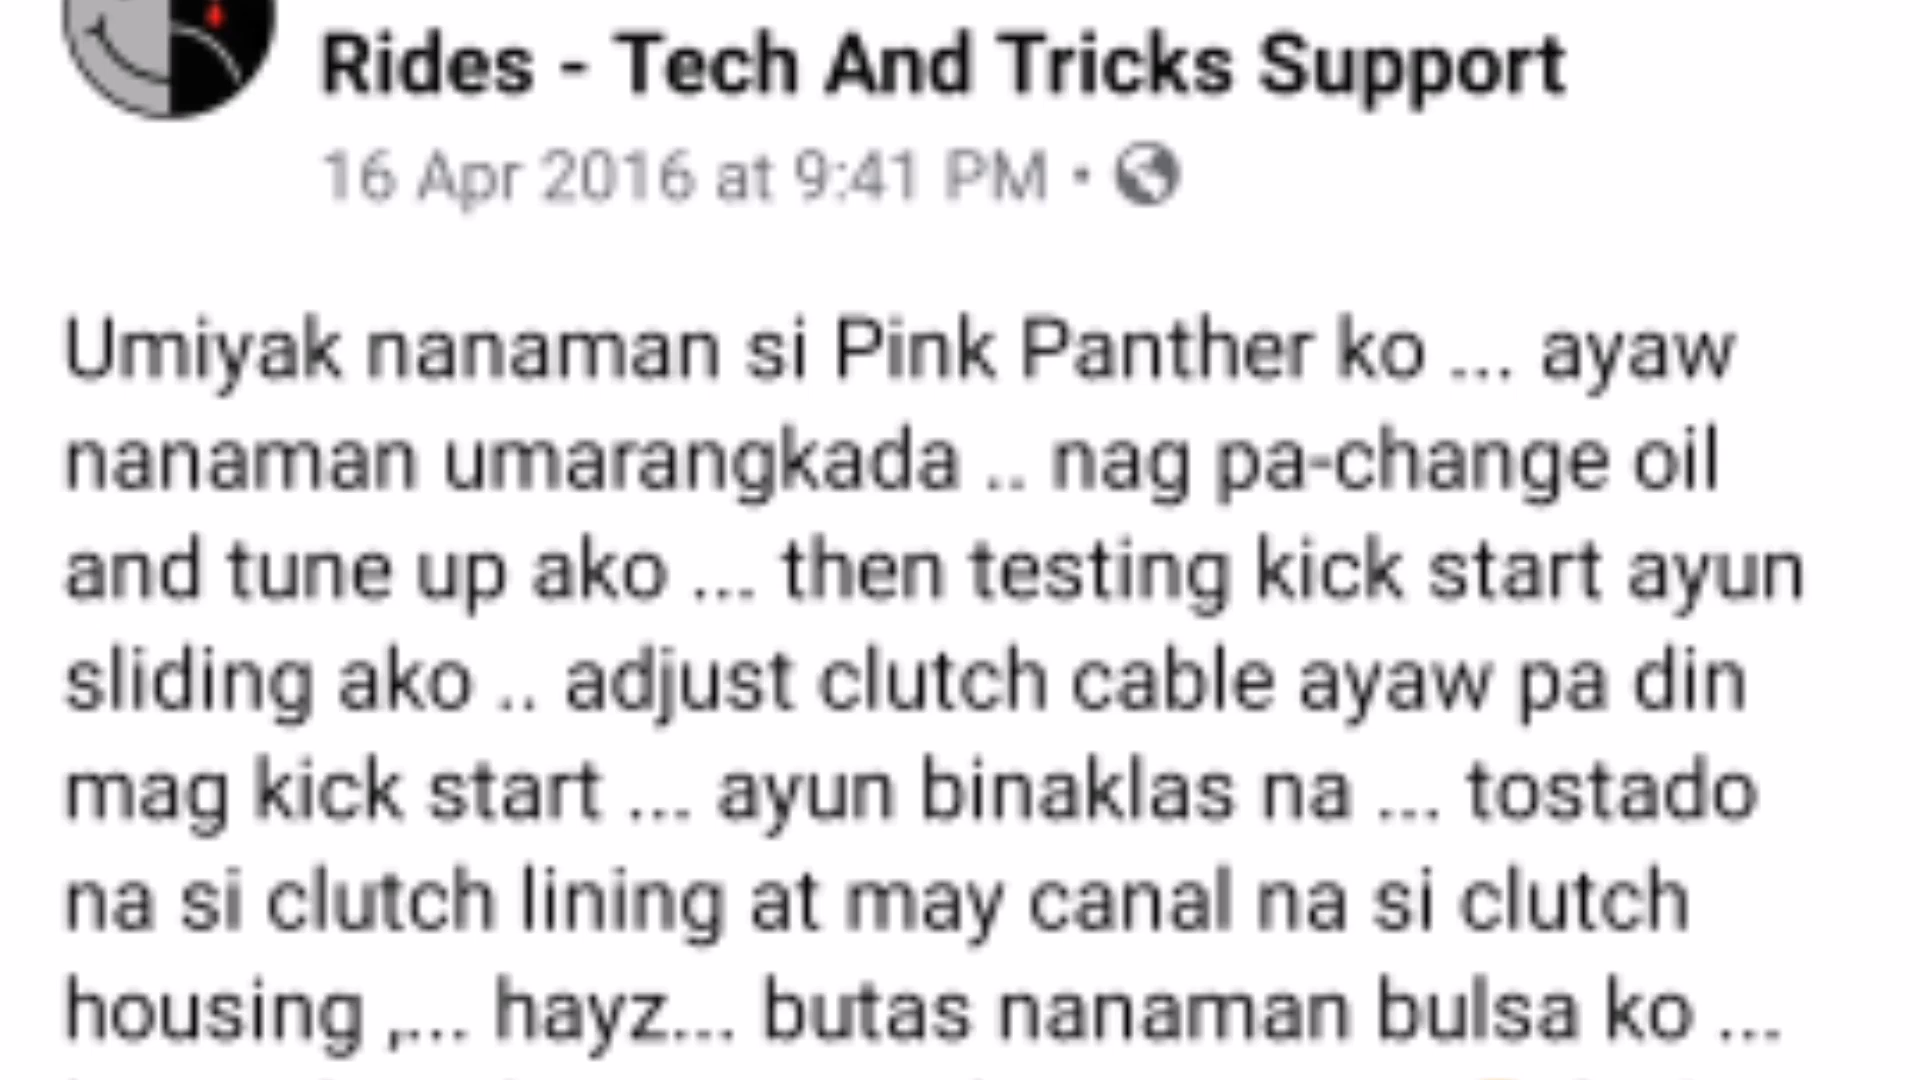 Rides - Tech And Tricks Support
16 Apr 2016 at 9:41 PM •
Umiyak nanaman si Pink Panther ko ... ayaw
nanaman umarangkada .. nag pa-change oil
and tune up ako ... then testing kick start ayun
sliding ako .. adjust clutch cable ayaw pa din
mag kick start ... ayun binaklas na ... tostado
na si clutch lining at may canal na si clutch
housing ,... hayz... butas nanaman bulsa ko ...